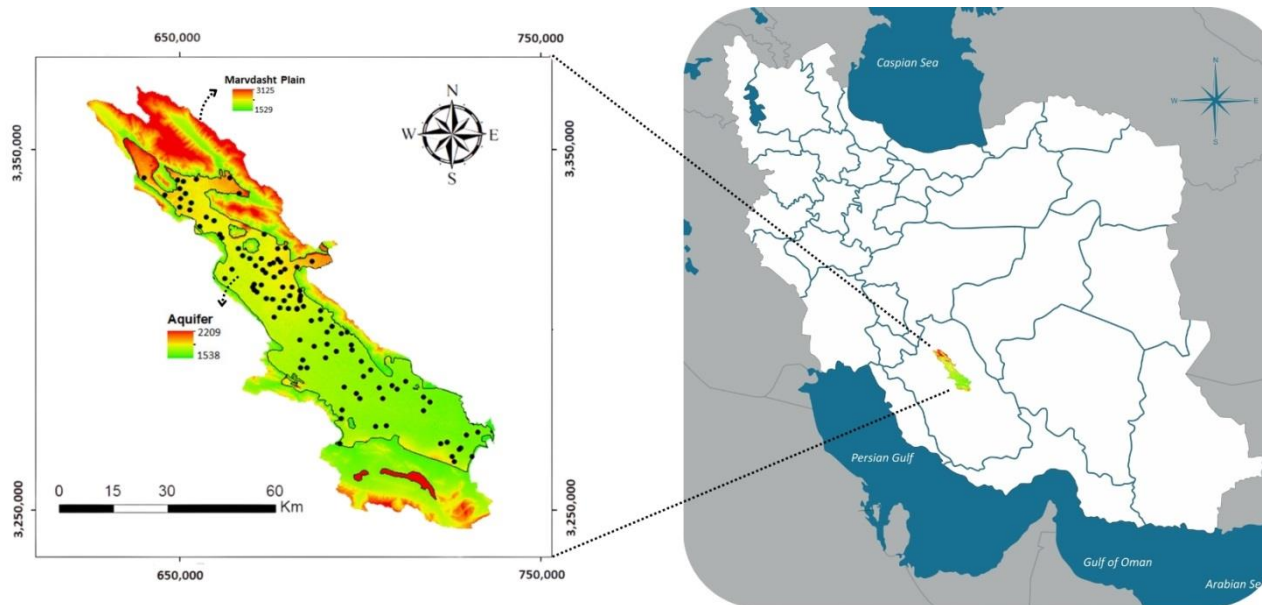 650,000
750,000
Marvdasht Plain
3125
1529
N
W E
S
3,350,000
3,350,000
Aquifer
2209
1538
0 15 30 60
Km
3,250,000
3,250,000
650,000
750,000
Caspian Sea
N
W E
S
Persian Gulf
Gulf of Oman
Arabian Se